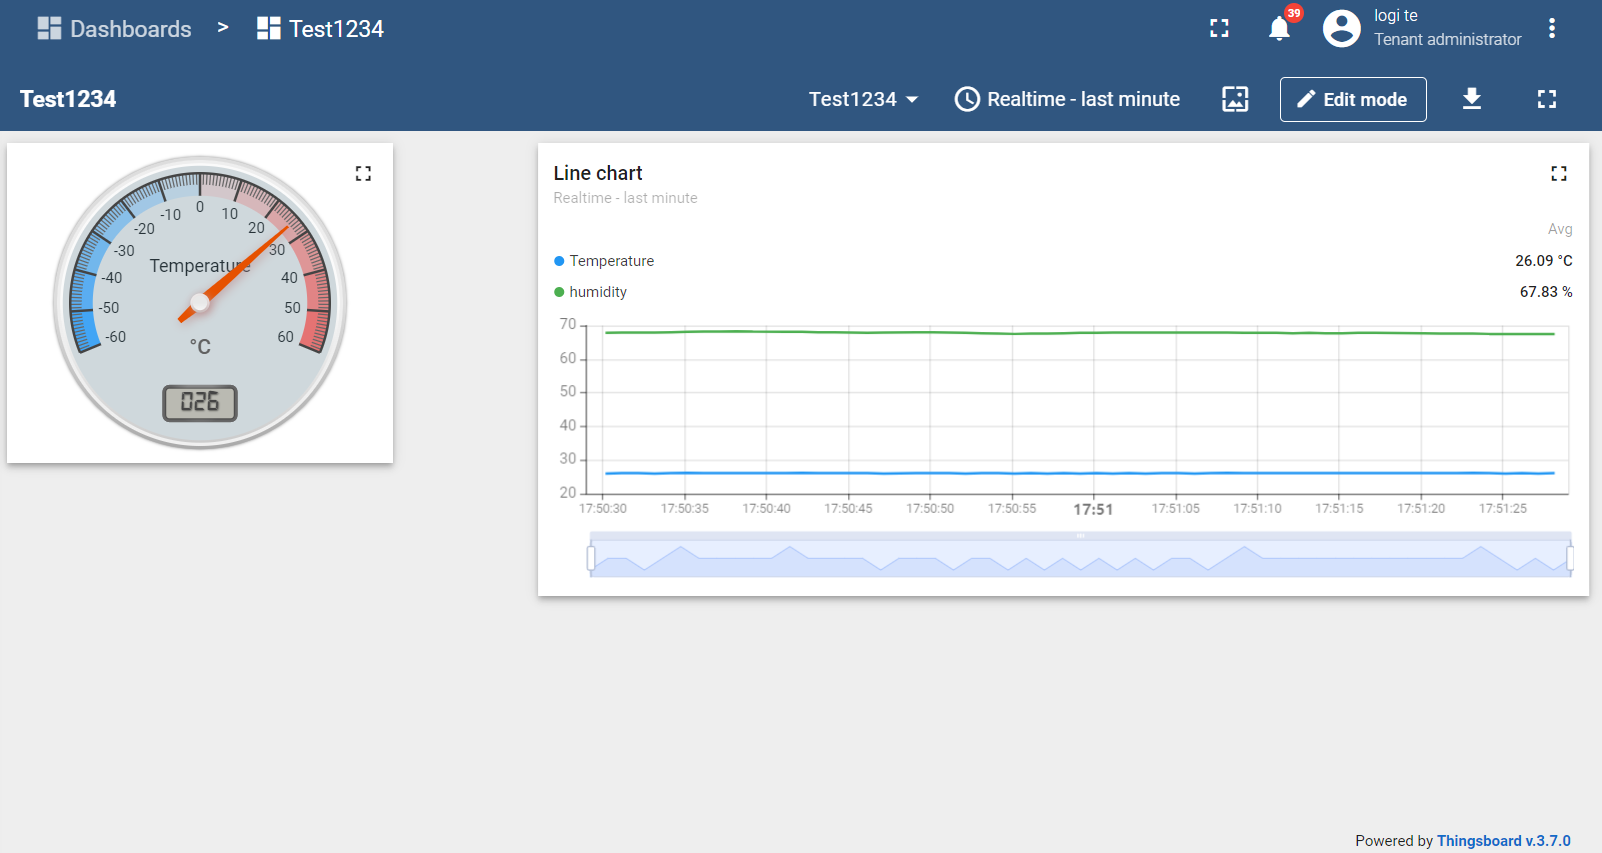 Dashboards > Test1234
39
logi te
Tenant administrator
Test1234
Test1234
Realtime - last minute
Edit mode
-60
-50
-40
-30
-20
-10
0
10
20
30
40
50
60
Temperature
°C
026
Line chart
Realtime - last minute
Avg
Temperature 26.09 °C
humidity 67.83 %
70
60
50
40
30
20
17:50:30 17:50:35 17:50:40 17:50:45 17:50:50 17:50:55 17:51 17:51:05 17:51:10 17:51:15 17:51:20 17:51:25
Powered by Thingsboard v.3.7.0